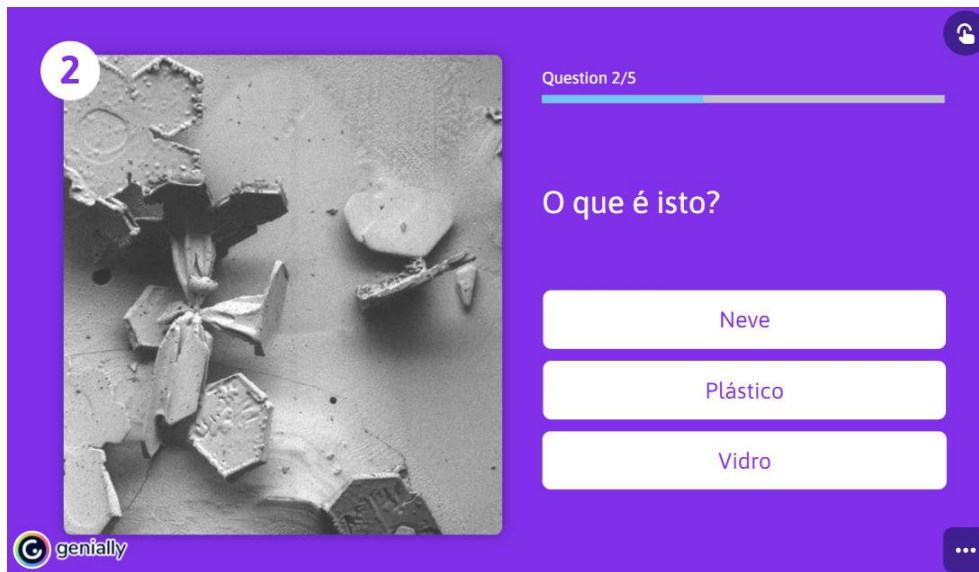 2
Question 2/5
O que é isto?
Neve
Plástico
Vidro
genially